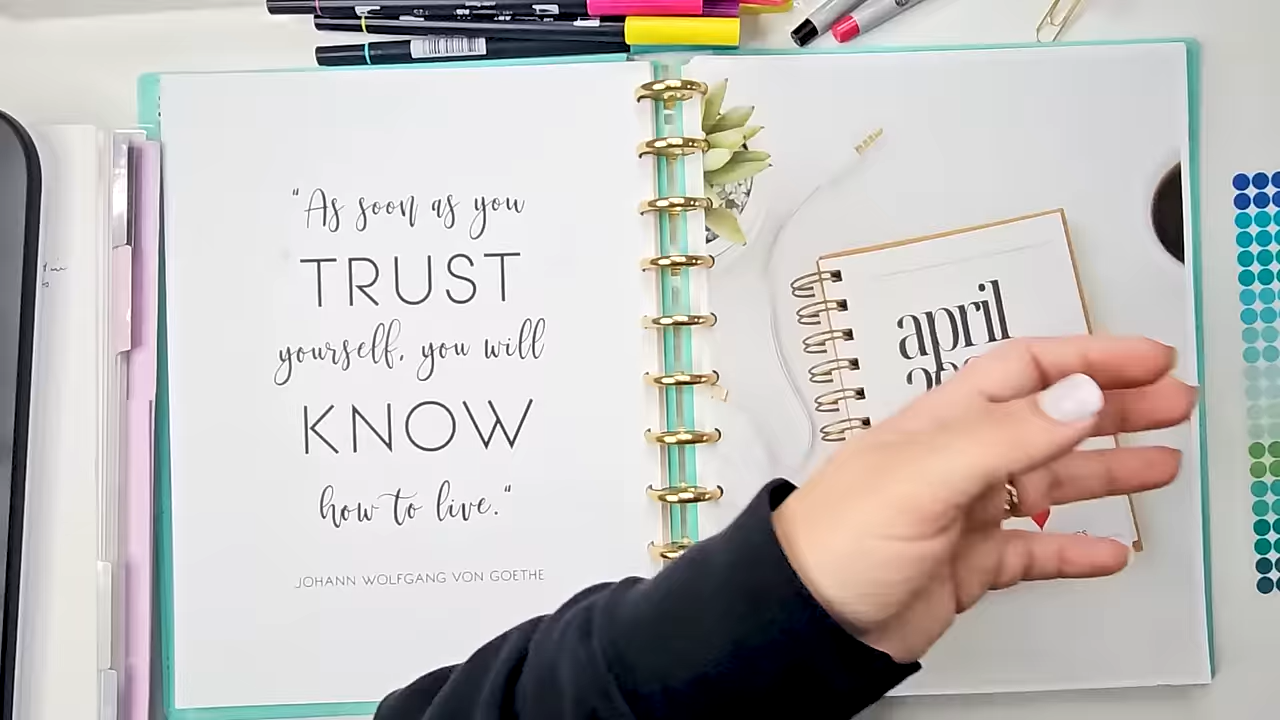 "As soon as you
TRUST
yourself, you will
KNOW
how to live."
JOHANN WOLFGANG VON GOETHE
april